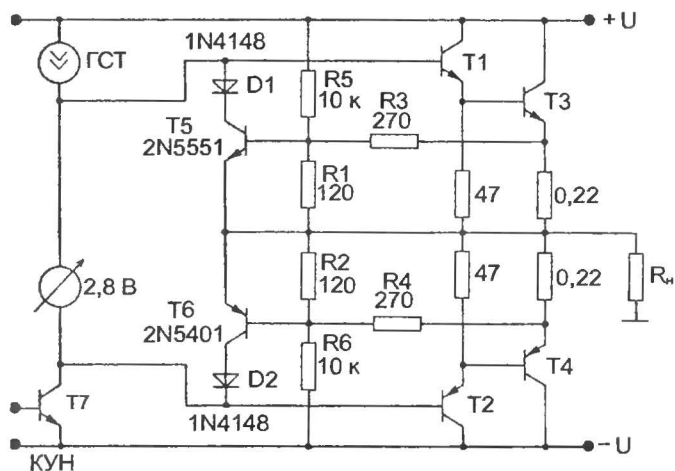 1N4148
+U
ГСТ
D1
R5
10 к
T1
R3
270
T3
T5
2N5551
R1
120
47
0,22
2,8 В
R2
120
47
R4
270
0,22
Rн
T6
2N5401
R6
10 к
D2
T4
T7
1N4148
T2
КУН
-U